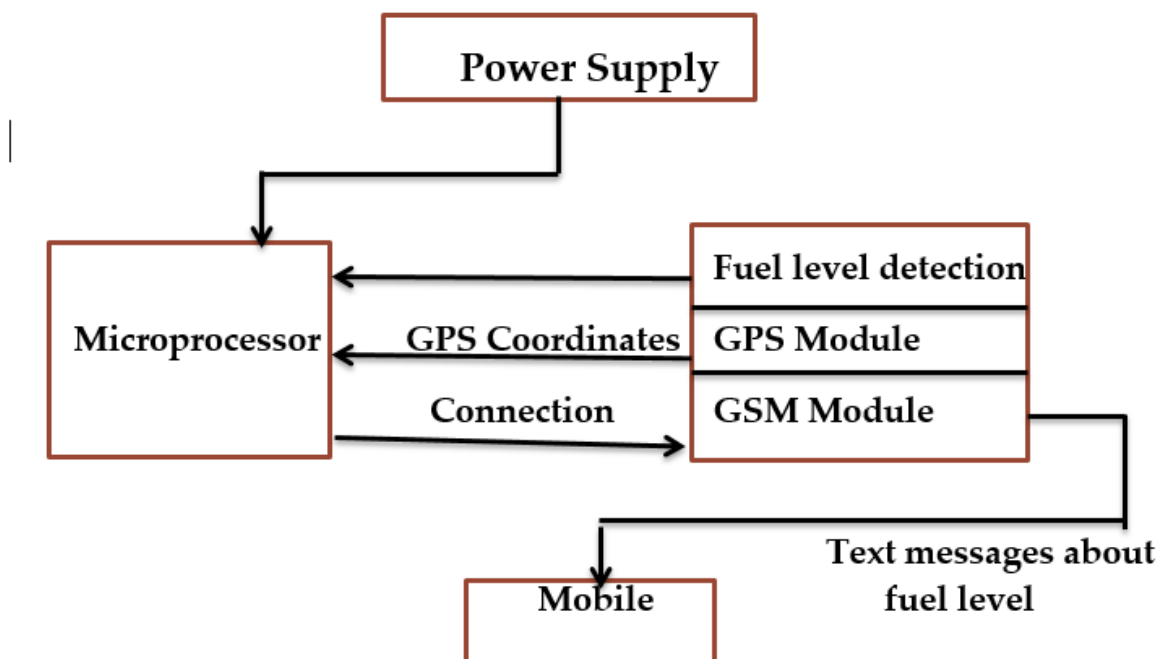 Power Supply
Fuel level detection
Microprocessor
GPS Coordinates
GPS Module
Connection
GSM Module
Text messages about
fuel level
Mobile